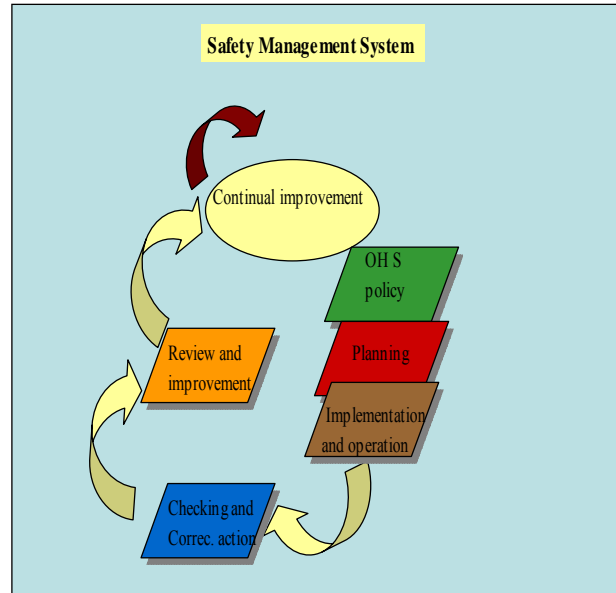 Safety Management System
Continual improvement
OH S
policy
Planning
Implementation
and operation
Review and
improvement
Checking and
Correc. action